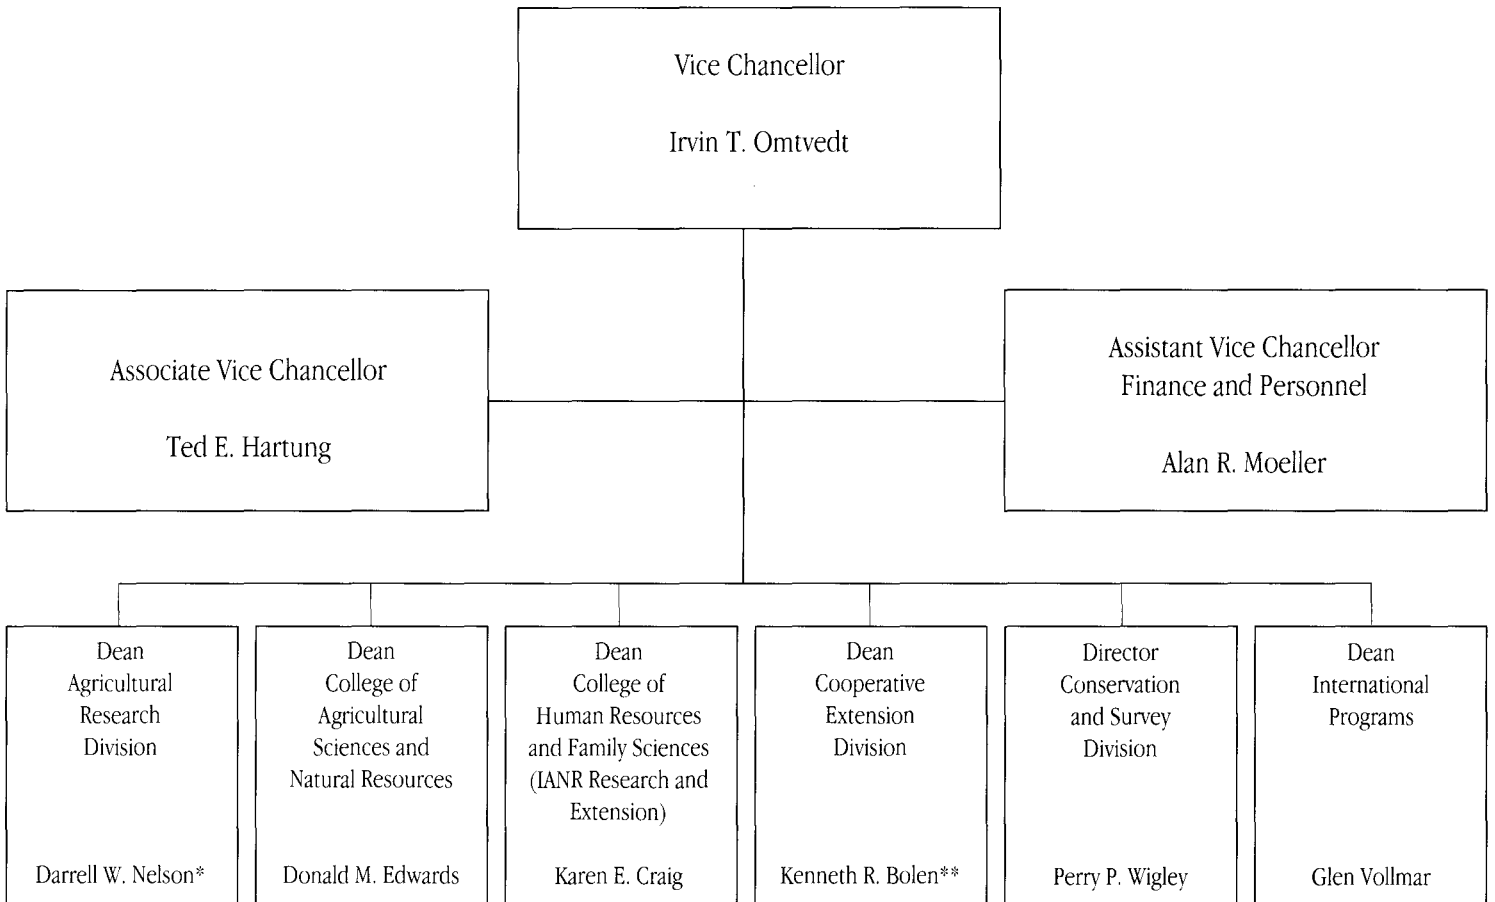 Vice Chancellor
Irvin T. Omtvedt
Associate Vice Chancellor
Ted E. Hartung
Assistant Vice Chancellor
Finance and Personnel
Alan R. Moeller
Dean
Agricultural
Research
Division
Darrell W. Nelson*
Dean
College of
Agricultural
Sciences and
Natural Resources
Donald M. Edwards
Dean
College of
Human Resources
and Family Sciences
(IANR Research and
Extension)
Karen E. Craig
Dean
Cooperative
Extension
Division
Kenneth R. Bolen**
Director
Conservation
and Survey
Division
Perry P. Wigley
Dean
International
Programs
Glen Vollmar